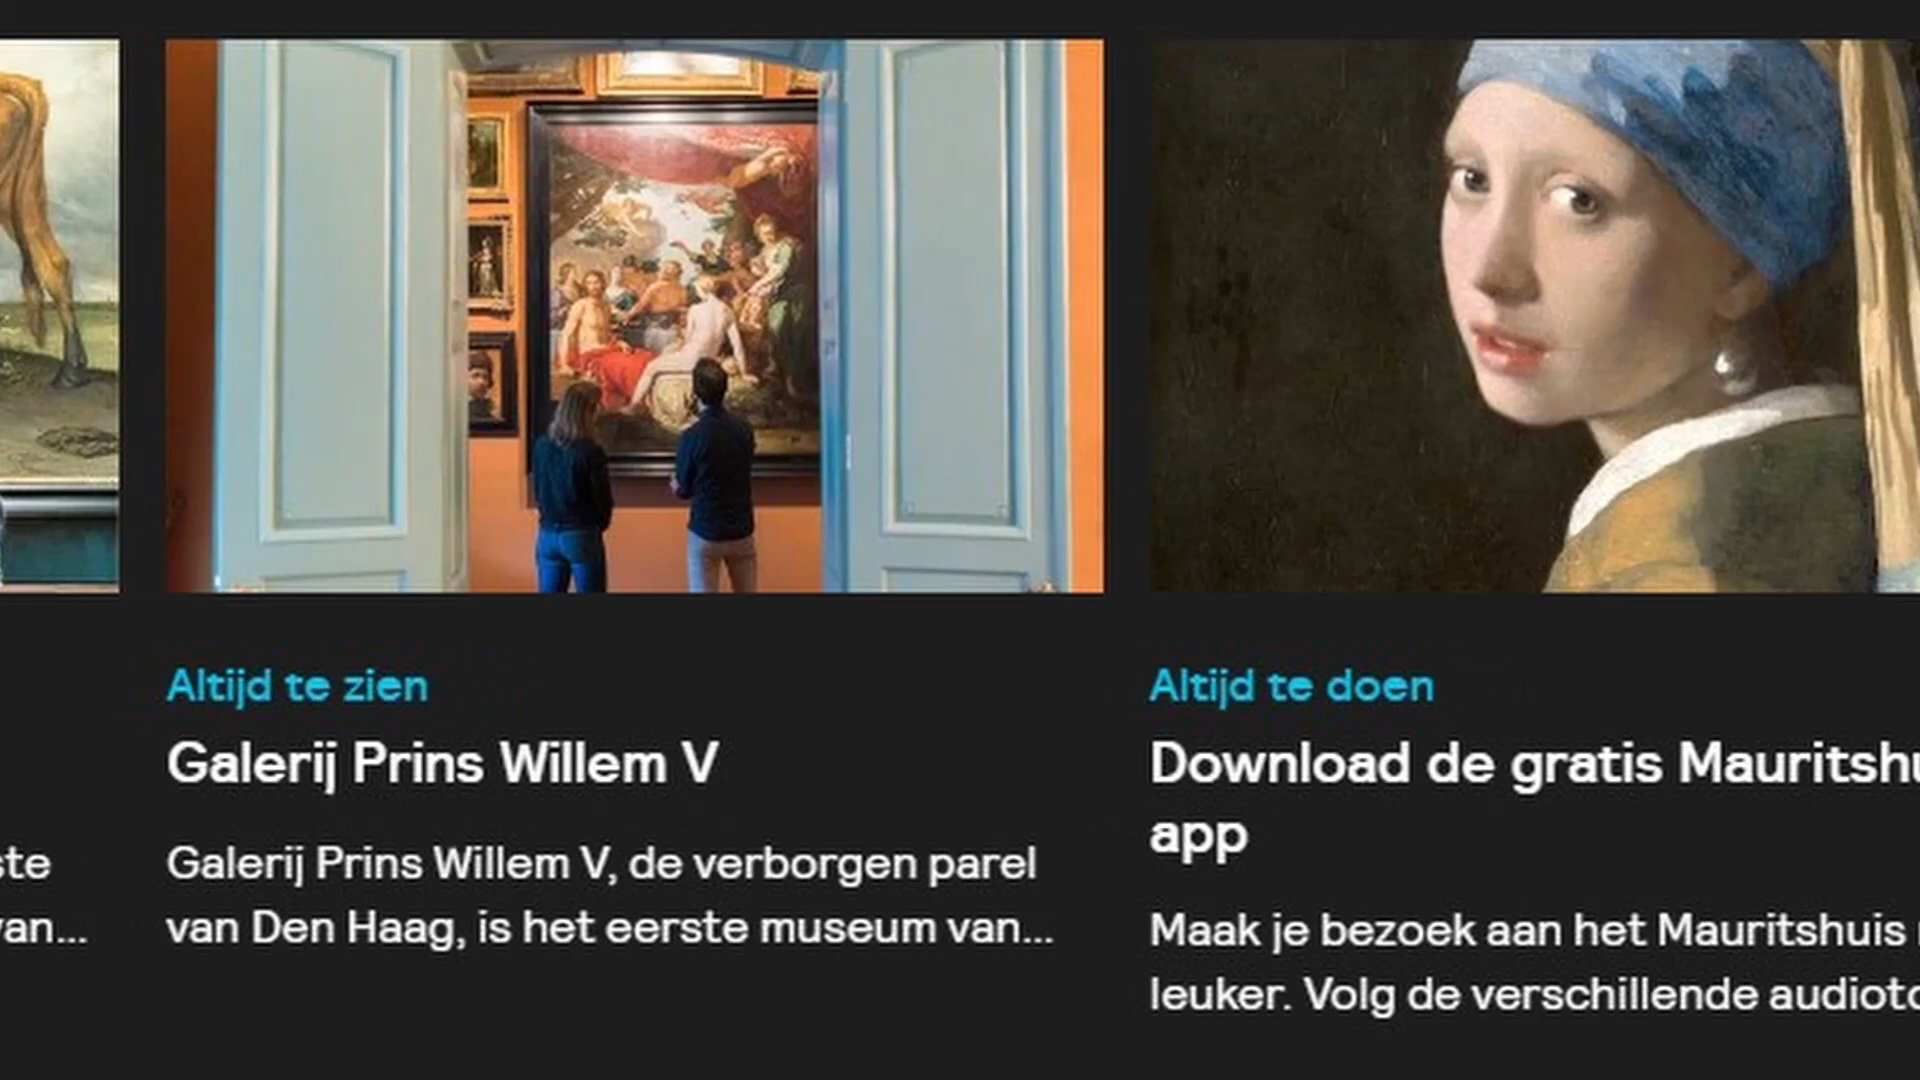 ste
van...
Altijd te zien
Galerij Prins Willem V
Galerij Prins Willem V, de verborgen parel
van Den Haag, is het eerste museum van...
Altijd te doen
Download de gratis
app
Maak je bezoek aan het Mauritshuis
leuker. Volg de verschillende